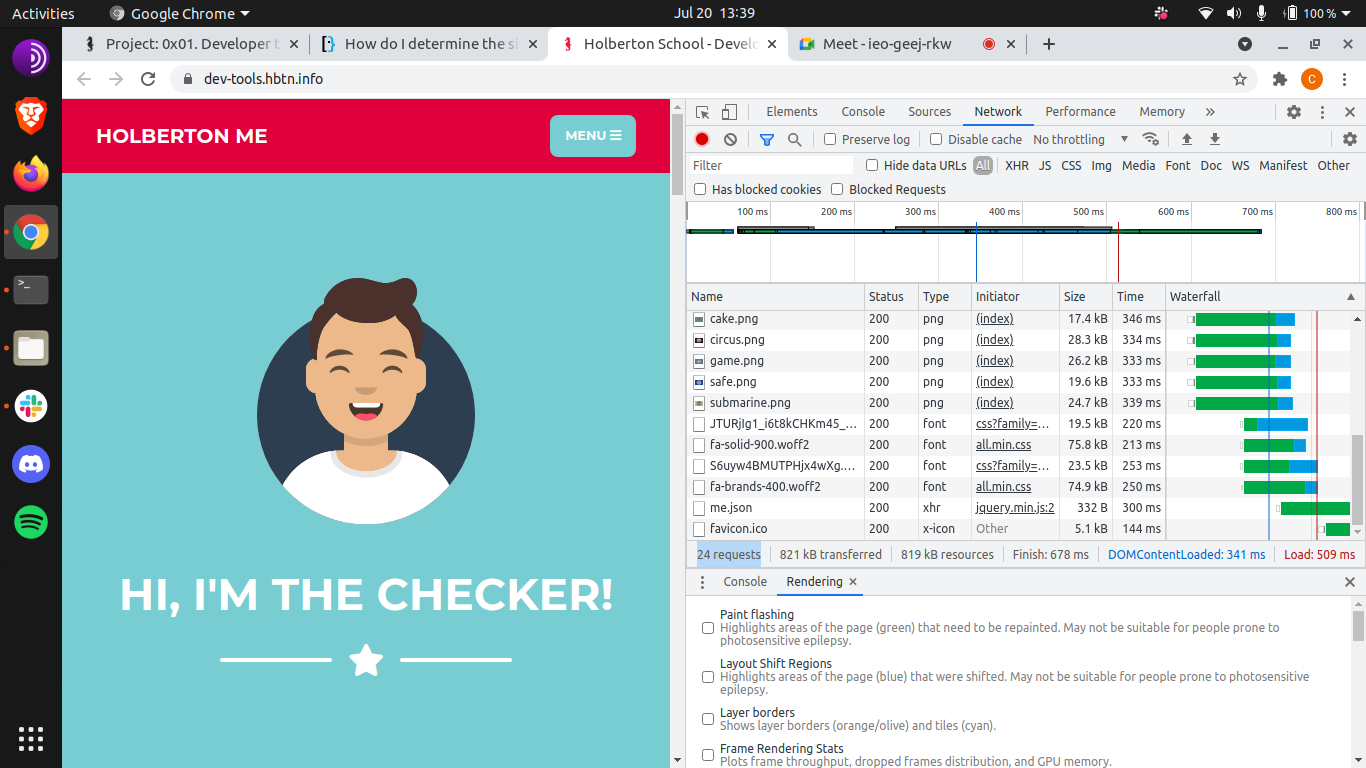 Activities Google Chrome Jul 20 13:39 100 %
Project: 0x01. Developer t × How do I determine the si × Holberton School - Develo × Meet - ieo-geej-rkw × +
dev-tools.hbtn.info C
HOLBERTON ME MENU
HI, I'M THE CHECKER!
Elements Console Sources Network Performance Memory »
Preserve log Disable cache No throttling
Filter Hide data URLs All XHR JS CSS Img Media Font Doc WS Manifest Other
Has blocked cookies Blocked Requests
100 ms 200 ms 300 ms 400 ms 500 ms 600 ms 700 ms 800 ms
Name Status Type Initiator Size Time Waterfall
cake.png 200 png (index) 17.4 kB 346 ms
circus.png 200 png (index) 28.3 kB 334 ms
game.png 200 png (index) 26.2 kB 333 ms
safe.png 200 png (index) 19.6 kB 333 ms
submarine.png 200 png (index) 24.7 kB 339 ms
JTURjIg1_i6t8kCHKm45_... 200 font css?family=... 19.5 kB 220 ms
fa-solid-900.woff2 200 font all.min.css 75.8 kB 213 ms
S6uyw4BMUTPHjx4wXg.... 200 font css?family=... 23.5 kB 253 ms
fa-brands-400.woff2 200 font all.min.css 74.9 kB 250 ms
me.json 200 xhr jquery.min.js:2 332 B 300 ms
favicon.ico 200 x-icon Other 5.1 kB 144 ms
24 requests 821 kB transferred 819 kB resources Finish: 678 ms DOMContentLoaded: 341 ms Load: 509 ms
Console Rendering ×
Paint flashing
Highlights areas of the page (green) that need to be repainted. May not be suitable for people prone to
photosensitive epilepsy.
Layout Shift Regions
Highlights areas of the page (blue) that were shifted. May not be suitable for people prone to photosensitive
epilepsy.
Layer borders
Shows layer borders (orange/olive) and tiles (cyan).
Frame Rendering Stats
Plots frame throughput, dropped frames distribution, and GPU memory.